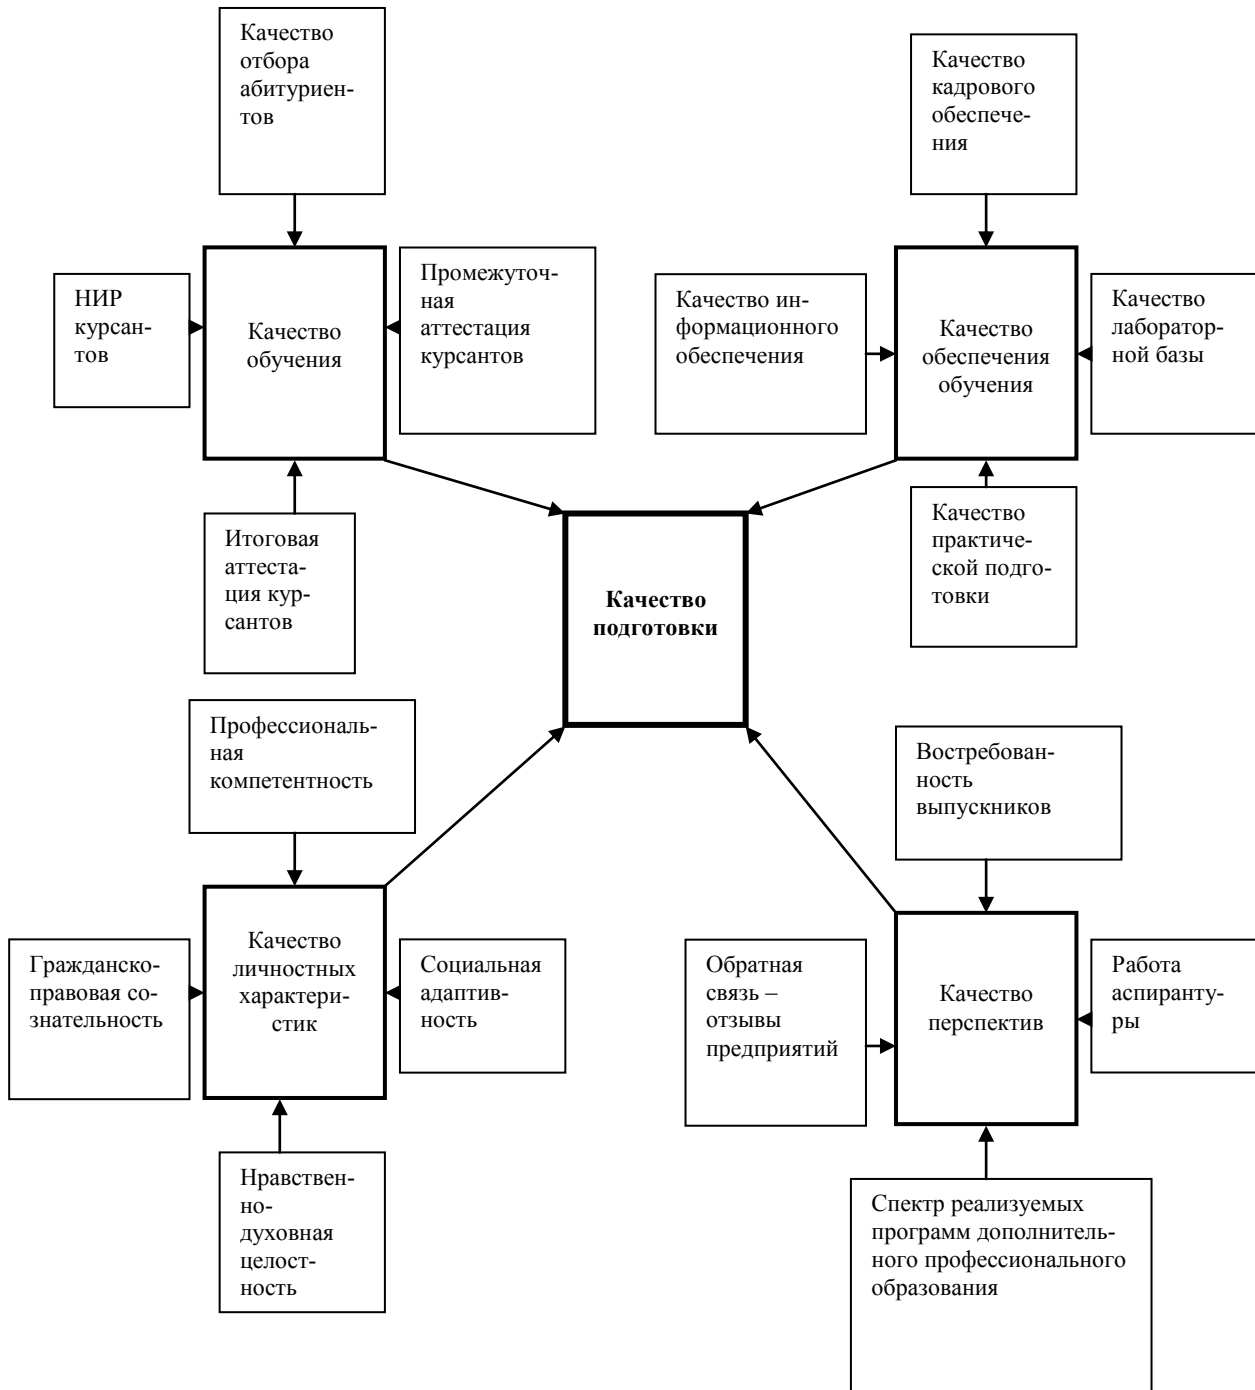 Качество
отбора
абитуриен-
тов
Качество
кадрового
обеспече-
ния
НИР
курсан-
тов
Качество
обучения
Промежуточ-
ная
аттестация
курсантов
Качество ин-
формационного
обеспечения
Качество
обеспечения
обучения
Качество
лаборатор-
ной базы
Итоговая
аттеста-
ция кур-
сантов
Качество
подготовки
Качество
практиче-
ской подго-
товки
Профессиональ-
ная
компетентность
Востребован-
ность
выпускников
Гражданско-
правовая со-
знательность
Качество
личностных
характери-
стик
Социальная
адаптив-
ность
Обратная
связь –
отзывы
предприятий
Качество
перспектив
Работа
аспиранту-
ры
Нравствен-
но-
духовная
целост-
ность
Спектр реализуемых
программ дополнитель-
ного профессионального
образования